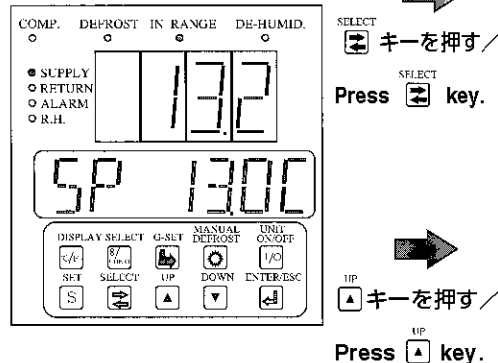 COMP. DEFROST IN RANGE DE-HUMID.
SUPPLY
RETURN
ALARM
R.H.
13.2
SP 13.0C
DISPLAY SELECT G-SET MANUAL DEFROST UNIT ON/OFF
°C/°F I/O
SET SELECT UP DOWN ENTER/ESC
S
SELECT
キーを押す/
SELECT
Press key.
UP
キーを押す/
UP
Press key.